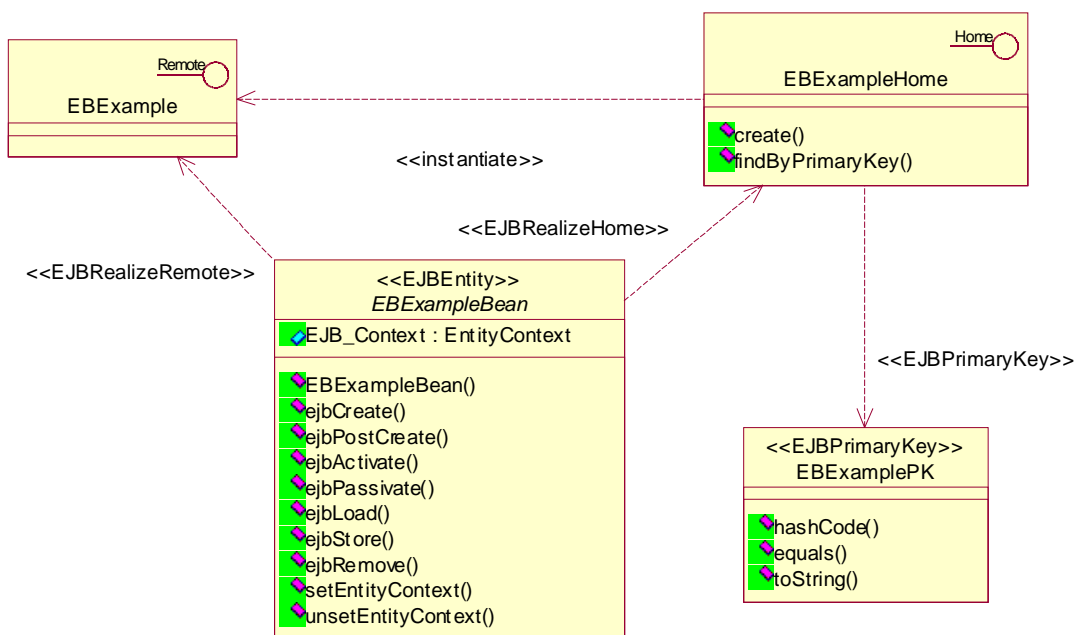 Remote
EBExample
Home
EBExampleHome
create()
findByPrimaryKey()
<<instantiate>>
<<EJBRealizeHome>>
<<EJBRealizeRemote>>
<<EJBEntity>>
EBExampleBean
EJB_Context : EntityContext
EBExampleBean()
ejbCreate()
ejbPostCreate()
ejbActivate()
ejbPassivate()
ejbLoad()
ejbStore()
ejbRemove()
setEntityContext()
unsetEntityContext()
<<EJBPrimaryKey>>
<<EJBPrimaryKey>>
EBExamplePK
hashCode()
equals()
toString()